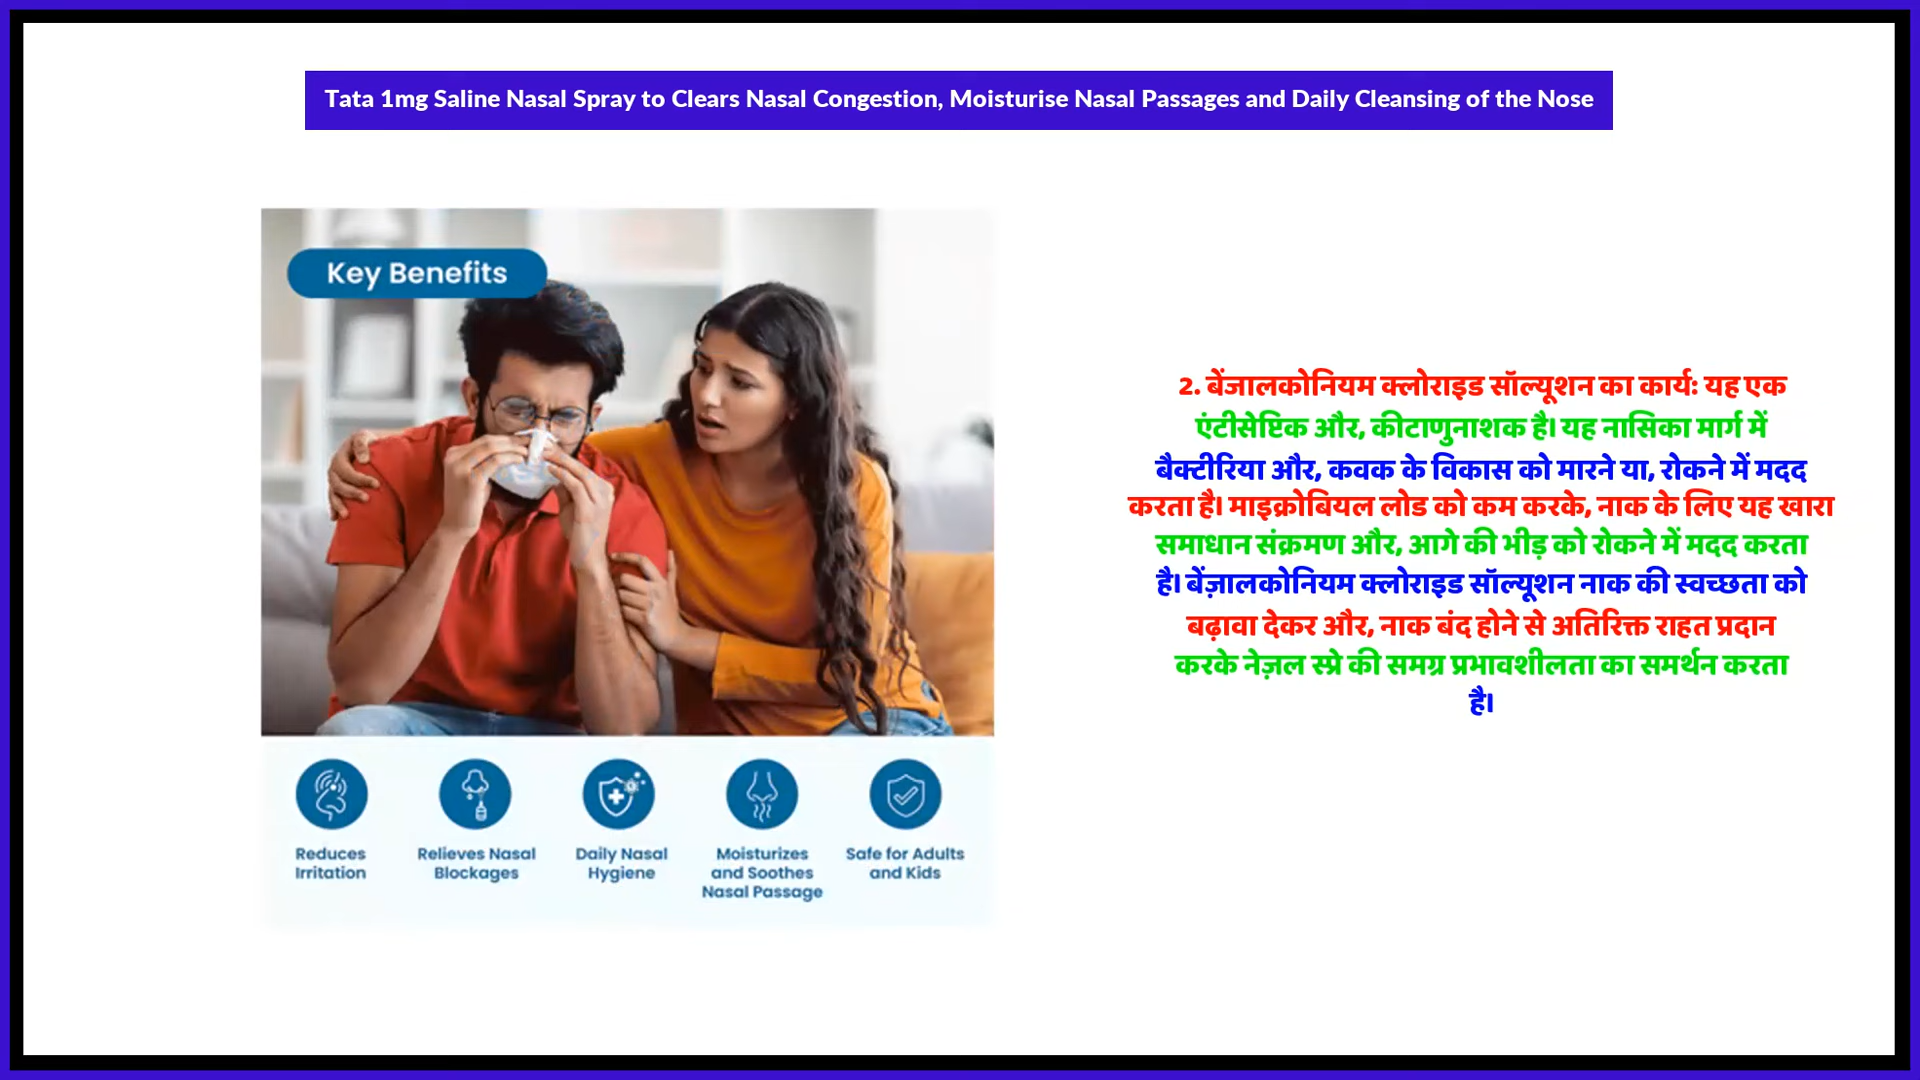 Tata 1mg Saline Nasal Spray to Clears Nasal Congestion, Moisturise Nasal Passages and Daily Cleansing of the Nose
Key Benefits
Reduces
Irritation
Relieves Nasal
Blockages
Daily Nasal
Hygiene
Moisturizes
and Soothes
Nasal Passage
Safe for Adults
and Kids
2. बेंजालकोनियम क्लोराइड सॉल्यूशन का कार्य: यह एक
एंटीसेप्टिक और, कीटाणुनाशक है। यह नासिका मार्ग में
बैक्टीरिया और, कवक के विकास को मारने या, रोकने में मदद
करता है। माइक्रोबियल लोड को कम करके, नाक के लिए यह खारा
समाधान संक्रमण और, आगे की भीड़ को रोकने में मदद करता
है। बेंज़ालकोनियम क्लोराइड सॉल्यूशन नाक की स्वच्छता को
बढ़ावा देकर और, नाक बंद होने से अतिरिक्त राहत प्रदान
करके नेज़ल स्प्रे की समग्र प्रभावशीलता का समर्थन करता
है।